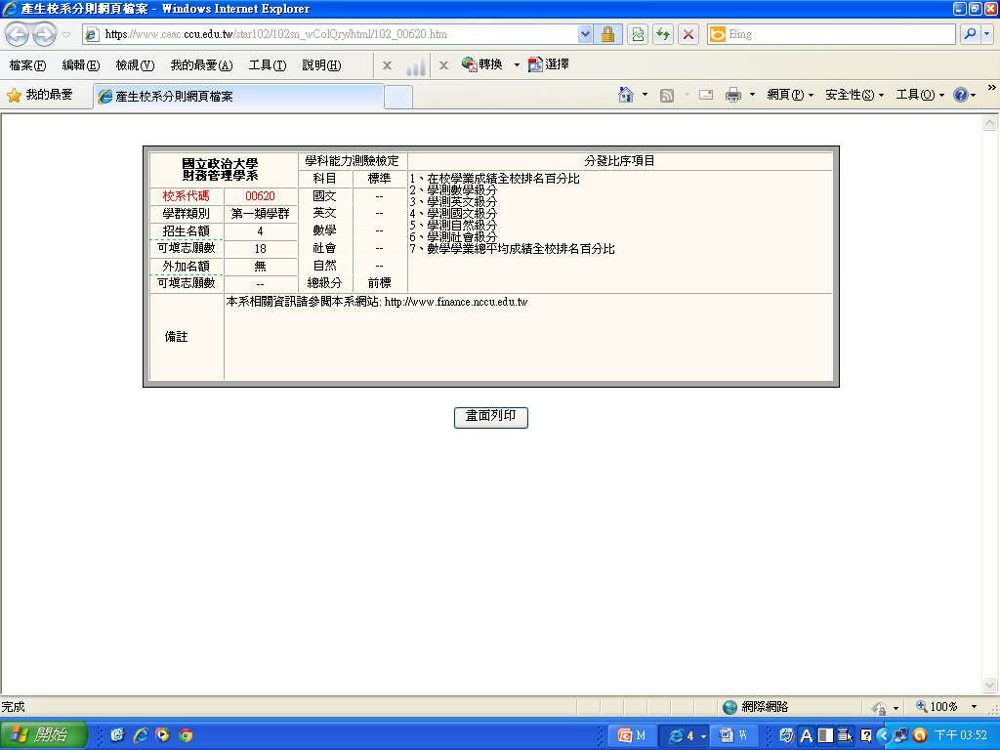 產生校系分則網頁檔案 - Windows Internet Explorer
https://www.caac.ccu.edu.tw/star102/102sn_wColQry/html/102_00620.htm
Bing
檔案(F) 編輯(E) 檢視(V) 我的最愛(A) 工具(T) 說明(H)
轉換 選擇
我的最愛
產生校系分則網頁檔案
網頁(P) 安全性(S) 工具(O)
國立政治大學
財務管理學系
學科能力測驗檢定
分發比序項目
科目 標準
校系代碼 00620
國文 --
學群類別 第一類學群
英文 --
招生名額 4
數學 --
可填志願數 18
社會 --
外加名額 無
自然 --
可填志願數 --
總級分 前標
1、在校學業成績全校排名百分比
2、學測數學級分
3、學測英文級分
4、學測國文級分
5、學測自然級分
6、學測社會級分
7、數學學業總平均成績全校排名百分比
備註
本系相關資訊請參閱本系網站: http://www.finance.nccu.edu.tw
畫面列印
完成
網際網路
100%
開始
M
4
W
A
下午 03:52